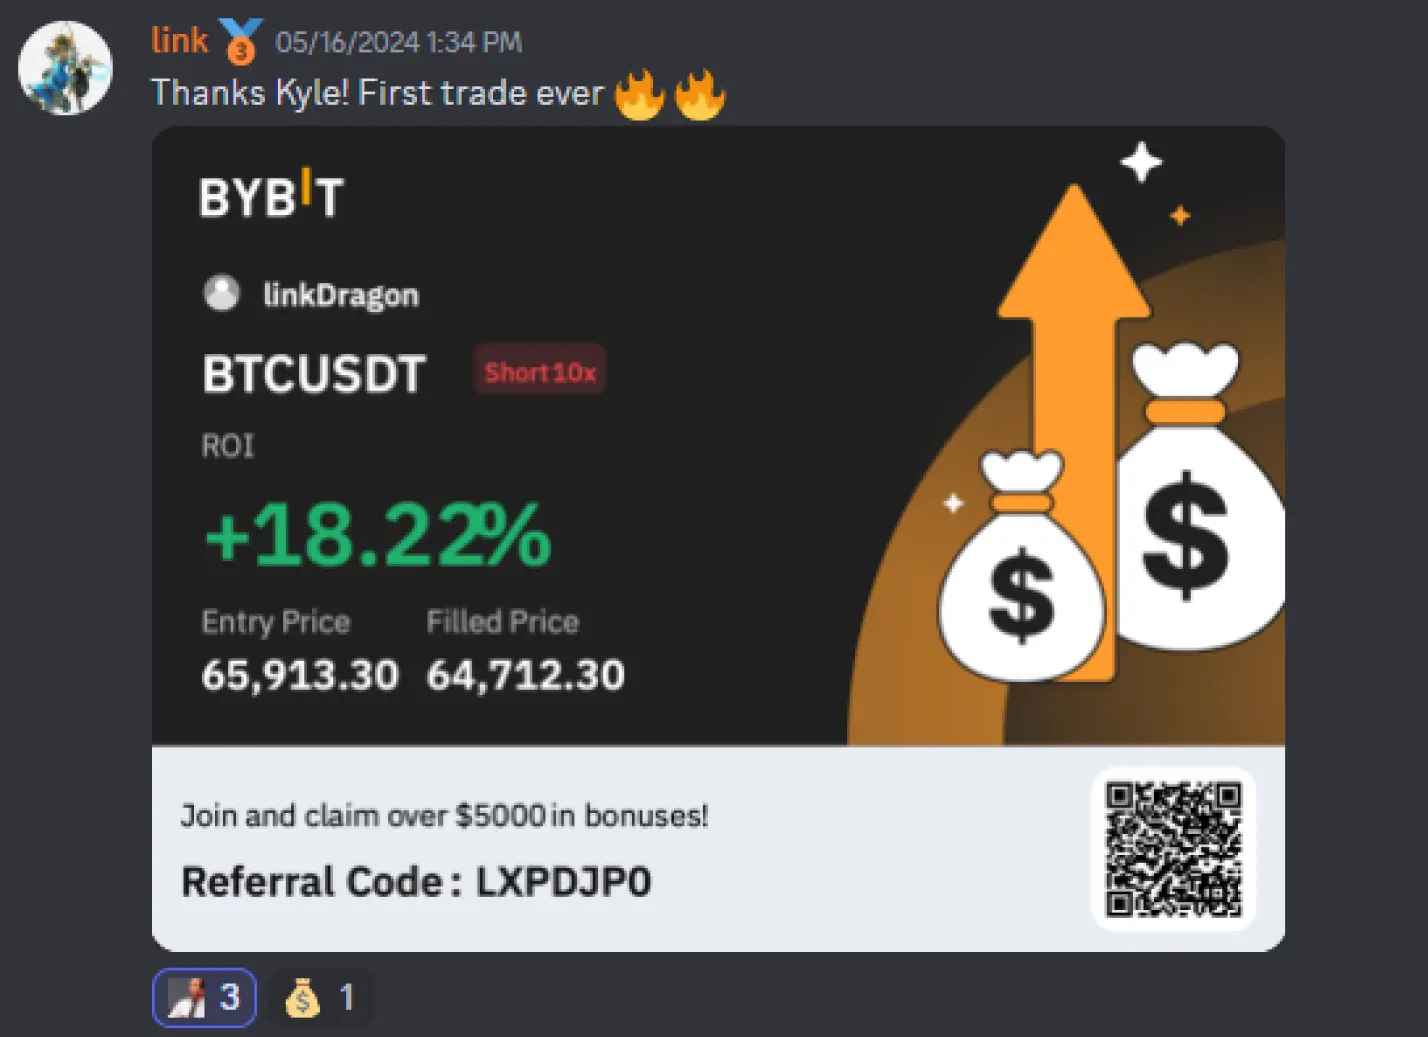 link 05/16/2024 1:34 PM
Thanks Kyle! First trade ever 🔥🔥
BYBIT
linkDragon
BTCUSDT Short 10x
ROI
+18.22%
Entry Price Filled Price
65,913.30 64,712.30
Join and claim over $5000 in bonuses!
Referral Code: LXPDJP0
3 1